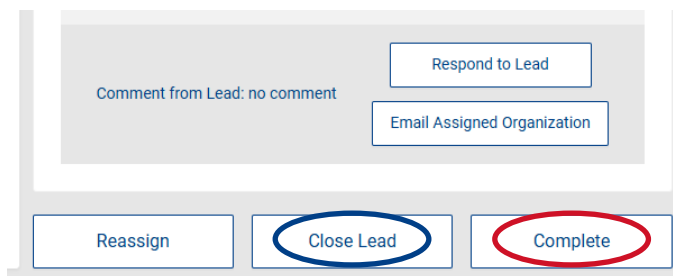 Respond to Lead
Comment from Lead: no comment
Email Assigned Organization
Reassign
Close Lead
Complete